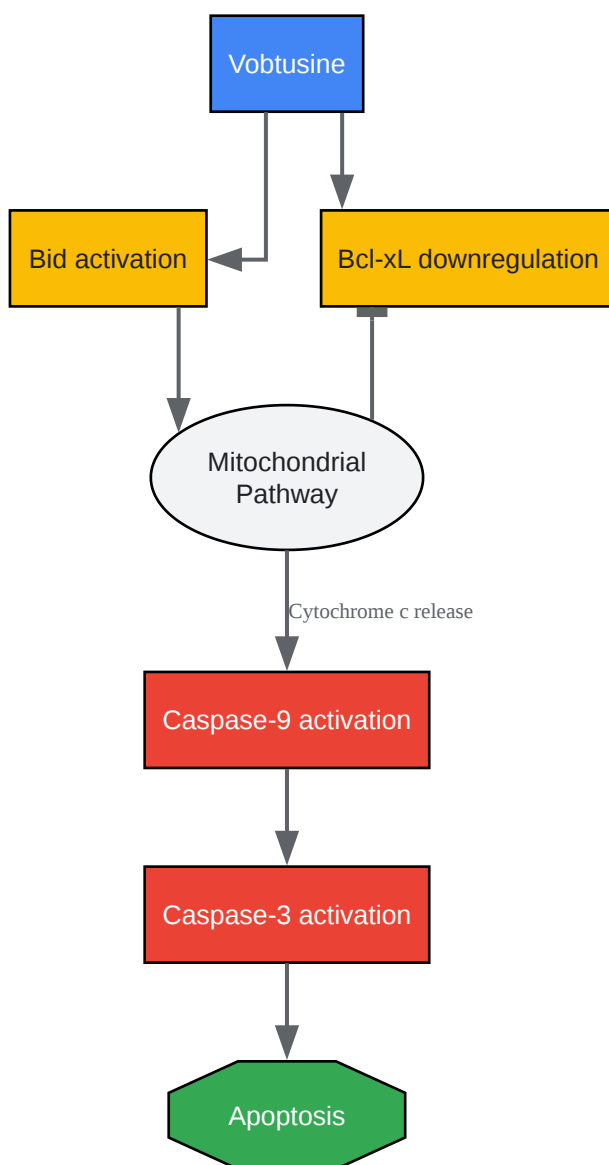 Vobtusine
Bid activation
Bcl-xL downregulation
Mitochondrial
Pathway
Cytochrome c release
Caspase-9 activation
Caspase-3 activation
Apoptosis